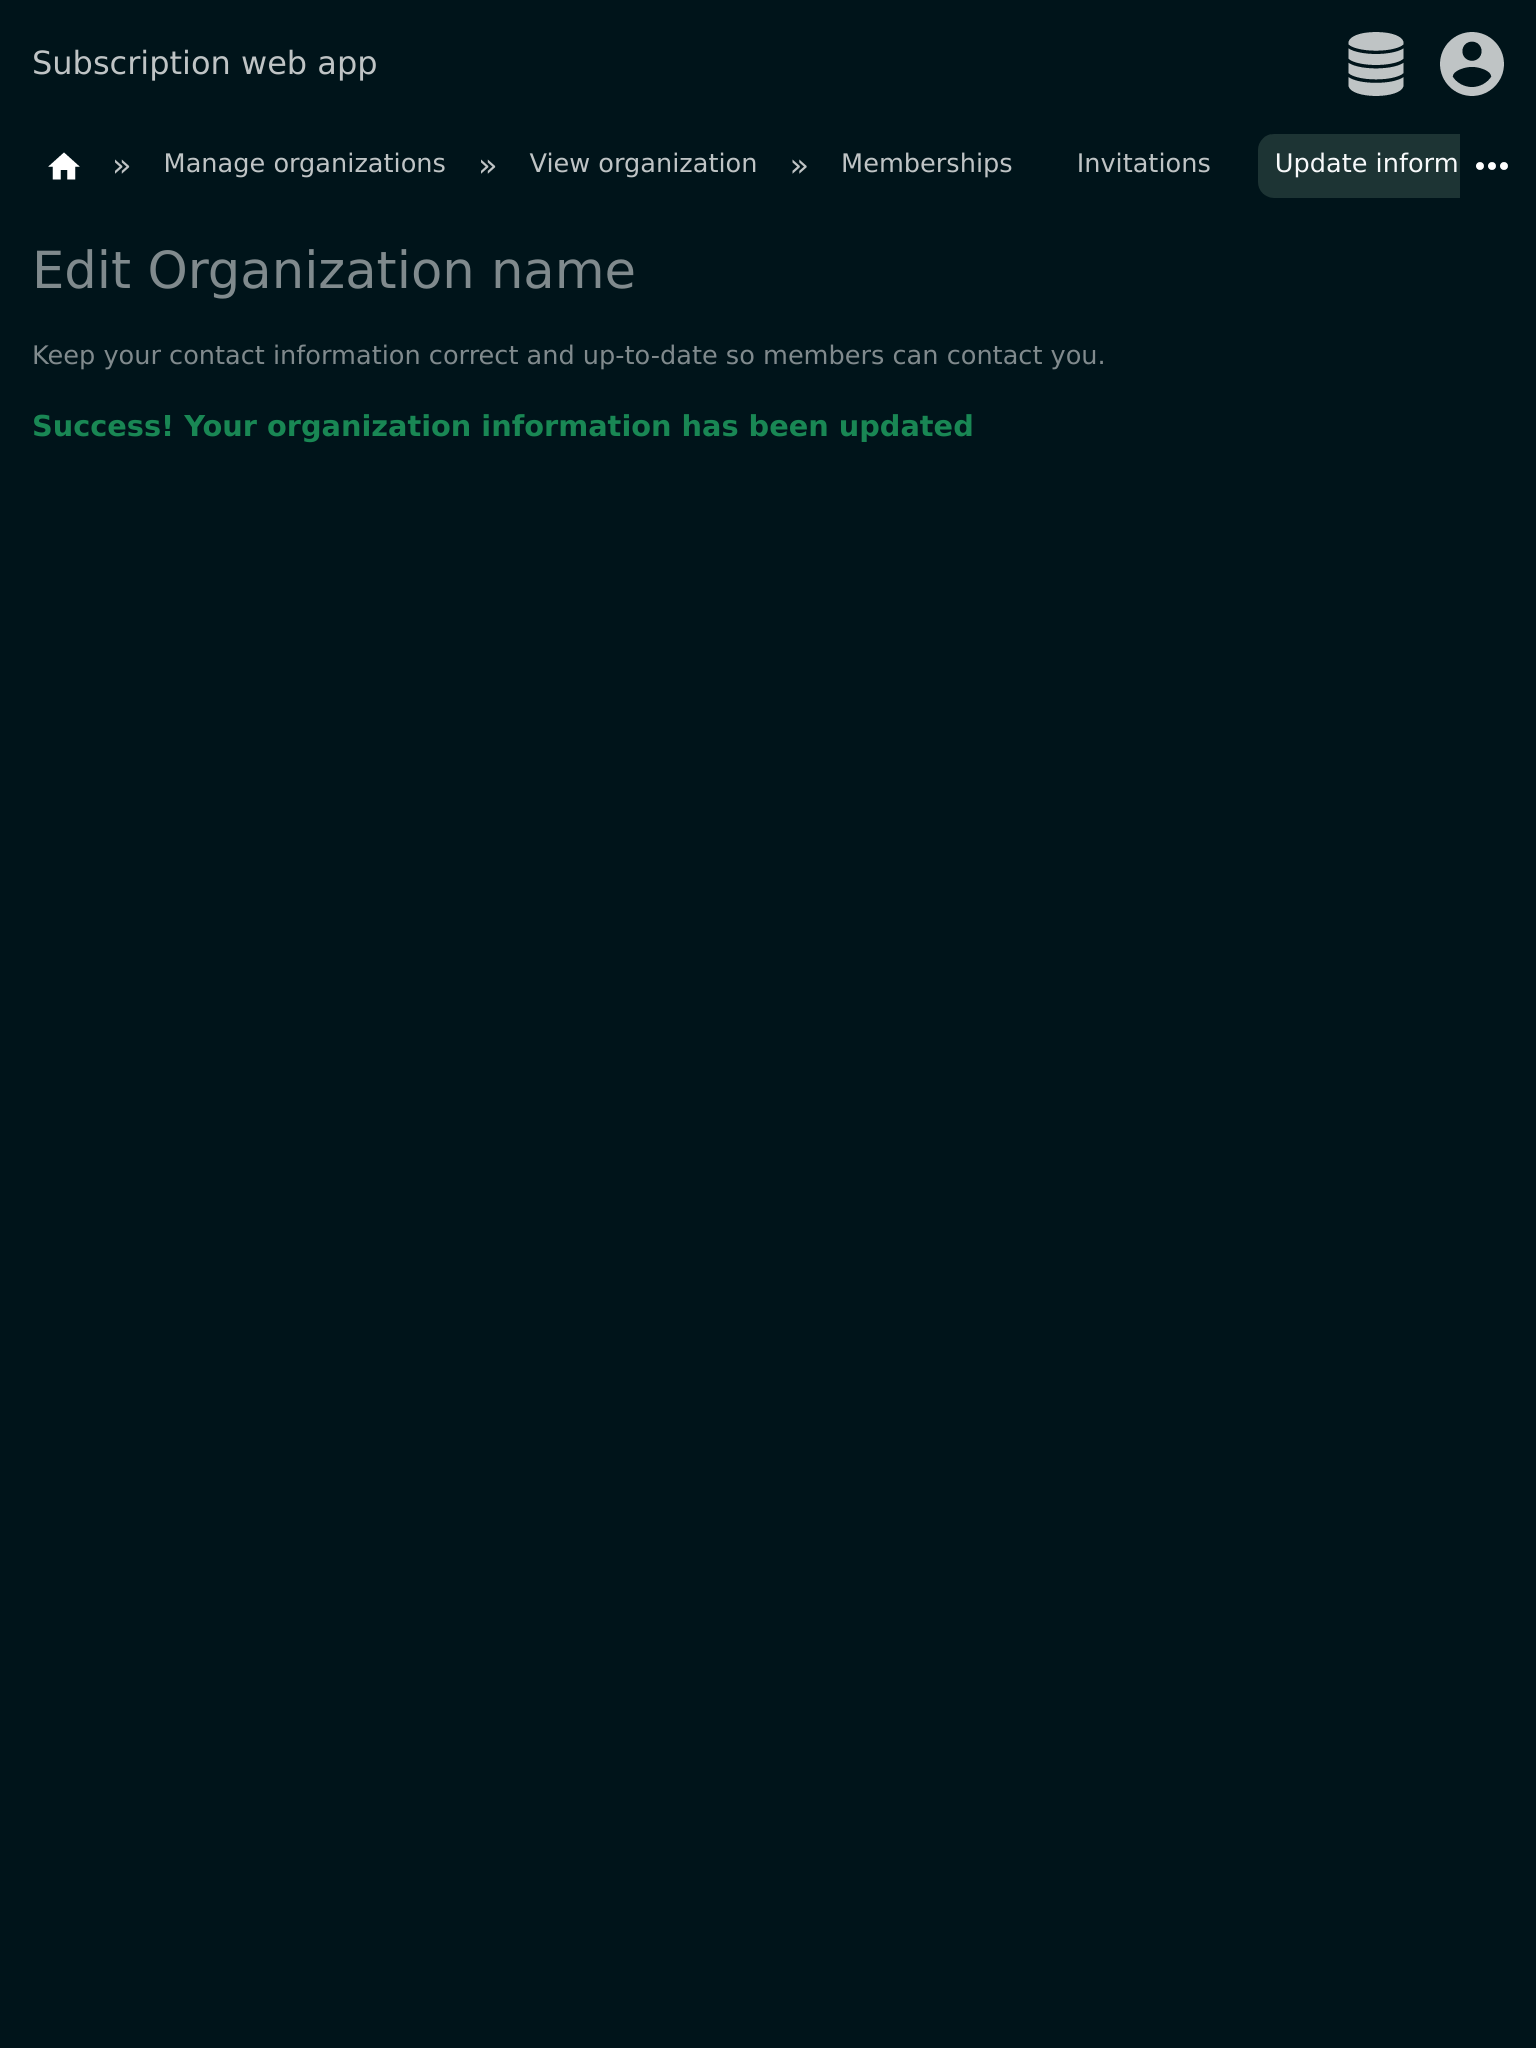 Subscription web app
» Manage organizations » View organization » Memberships Invitations Update inform
Edit Organization name
Keep your contact information correct and up-to-date so members can contact you.
Success! Your organization information has been updated